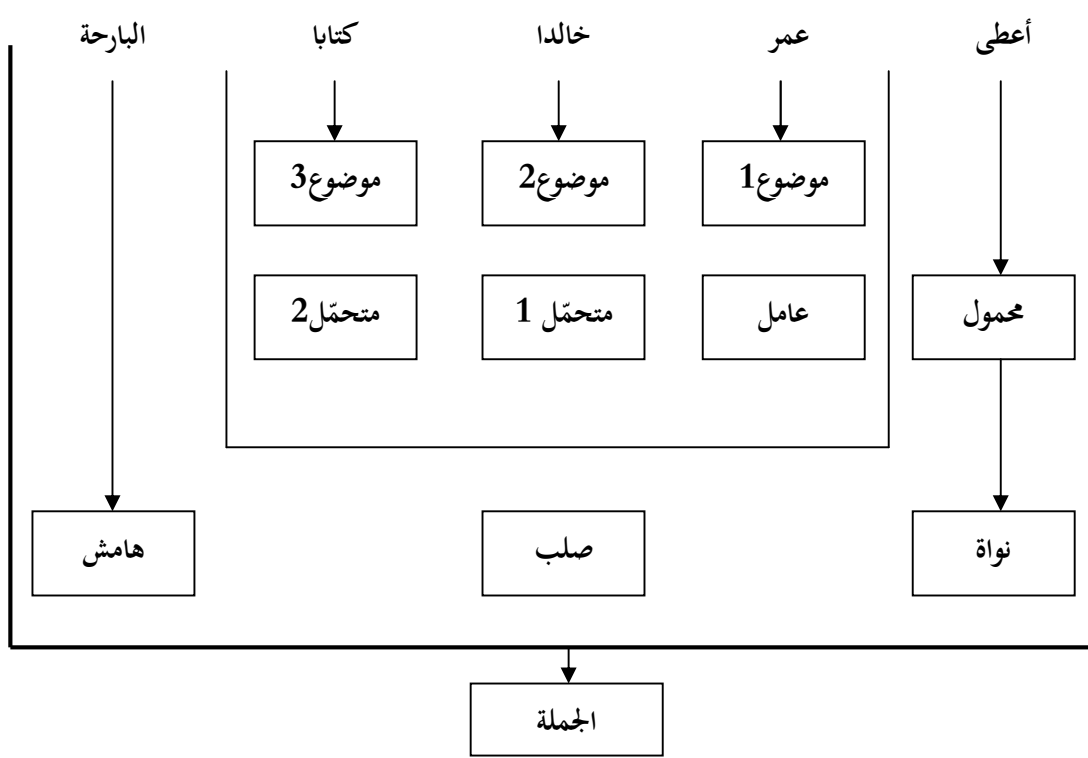 أعطى عمر خالدا كتابا البارحة
موضوع1 موضوع2 موضوع3
محمول عامل متحمّل 1 متحمّل2
نواة صلب هامش
الجملة